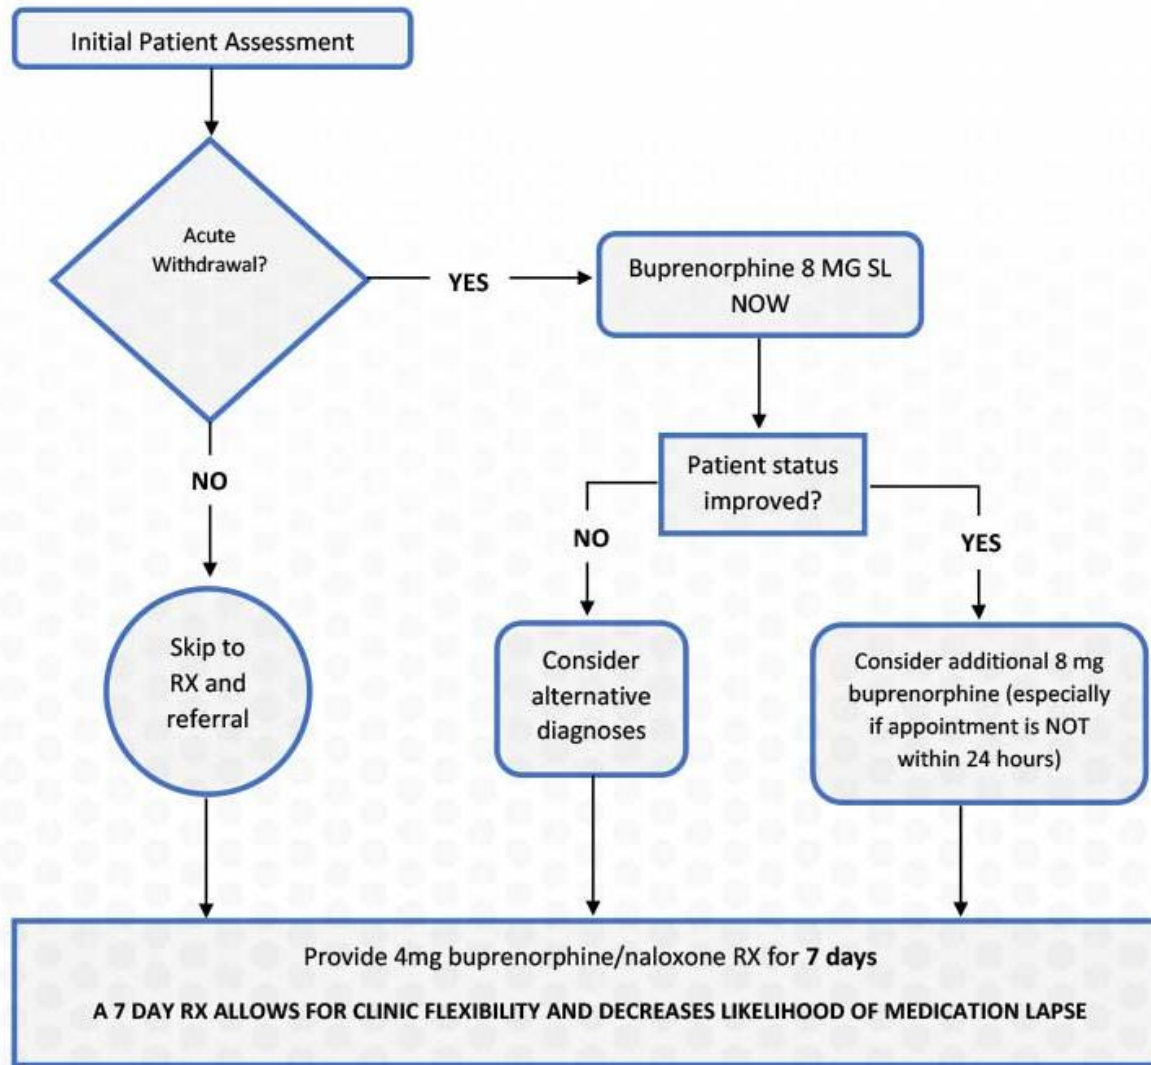 Initial Patient Assessment
Acute
Withdrawal?
YES
Buprenorphine 8 MG SL
NOW
NO
Patient status
improved?
NO
YES
Skip to
RX and
referral
Consider
alternative
diagnoses
Consider additional 8 mg
buprenorphine (especially
if appointment is NOT
within 24 hours)
Provide 4mg buprenorphine/naloxone RX for 7 days
A 7 DAY RX ALLOWS FOR CLINIC FLEXIBILITY AND DECREASES LIKELIHOOD OF MEDICATION LAPSE